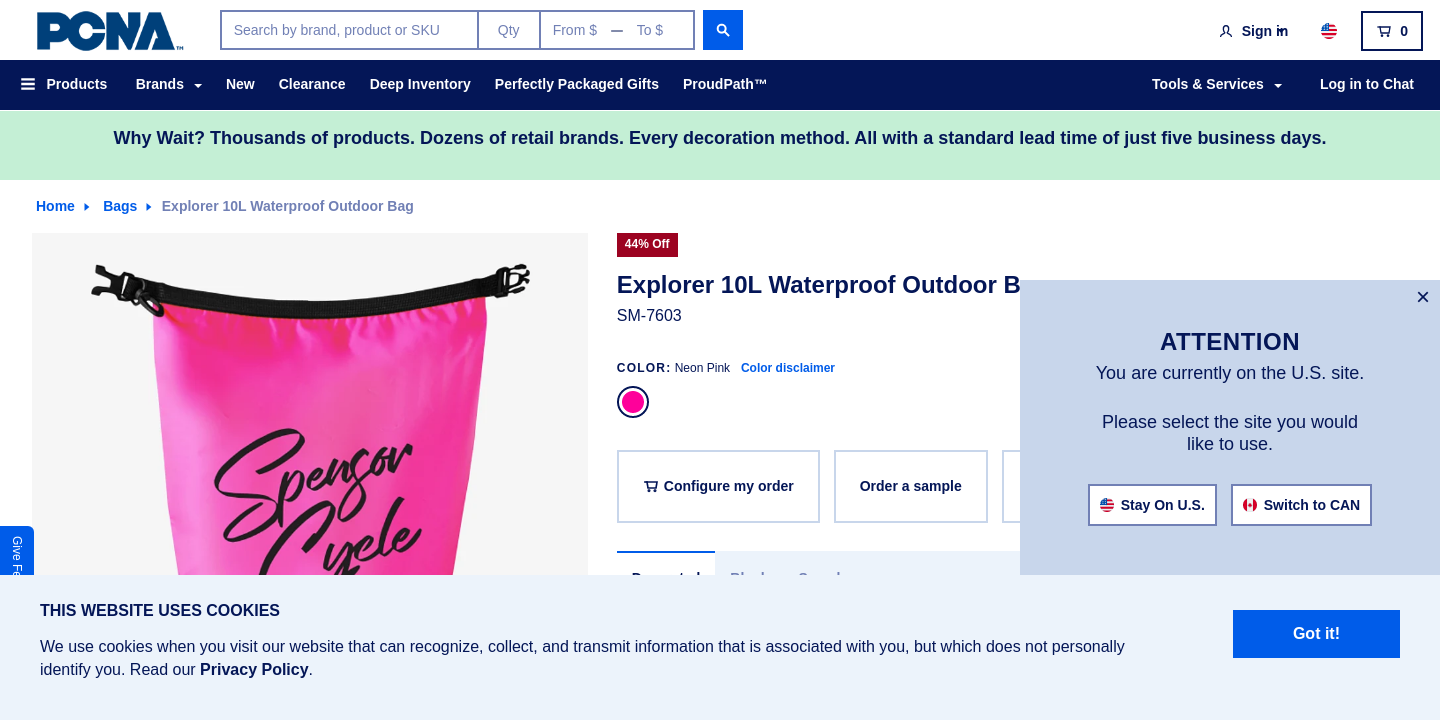 PCNA™
Search by brand, product or SKU
Qty
From $ — To $
Sign in
0
Products
Brands
New
Clearance
Deep Inventory
Perfectly Packaged Gifts
ProudPath™
Tools & Services
Log in to Chat
Why Wait? Thousands of products. Dozens of retail brands. Every decoration method. All with a standard lead time of just five business days.
Home
Bags
Explorer 10L Waterproof Outdoor Bag
44% Off
Explorer 10L Waterproof Outdoor B
SM-7603
COLOR: Neon Pink
Color disclaimer
Configure my order
Order a sample
Spensor
Cycle
Give Fe
ATTENTION
You are currently on the U.S. site.
Please select the site you would
like to use.
Stay On U.S.
Switch to CAN
THIS WEBSITE USES COOKIES
We use cookies when you visit our website that can recognize, collect, and transmit information that is associated with you, but which does not personally
identify you. Read our Privacy Policy.
Got it!